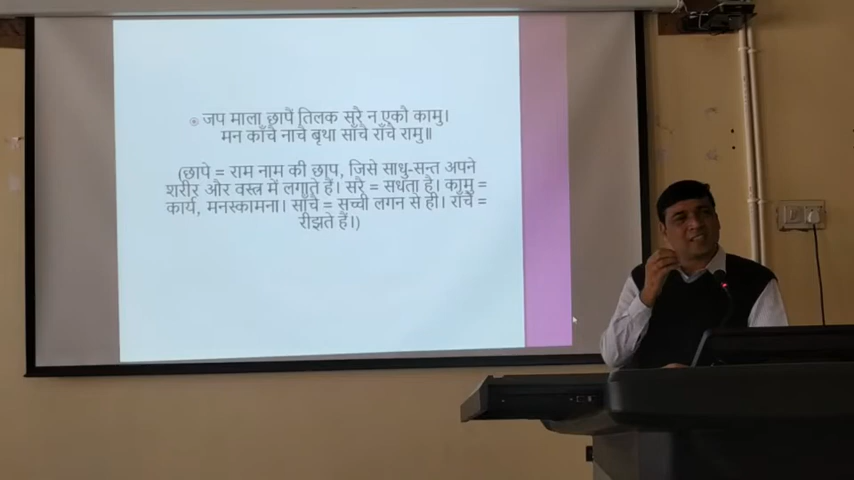 जप माला छापैं तिलक सरै न एकौ कामु।
मन काँचै नाचै बृथा साँचै राँचै रामु॥
(छापे = राम नाम की छाप, जिसे साधु-सन्त अपने
शरीर और वस्त्र में लगाते हैं। सरै = सधता है। कामु =
कार्य, मनस्कामना। साँचै = सच्ची लगन से ही। राँचै =
रीझते हैं।)